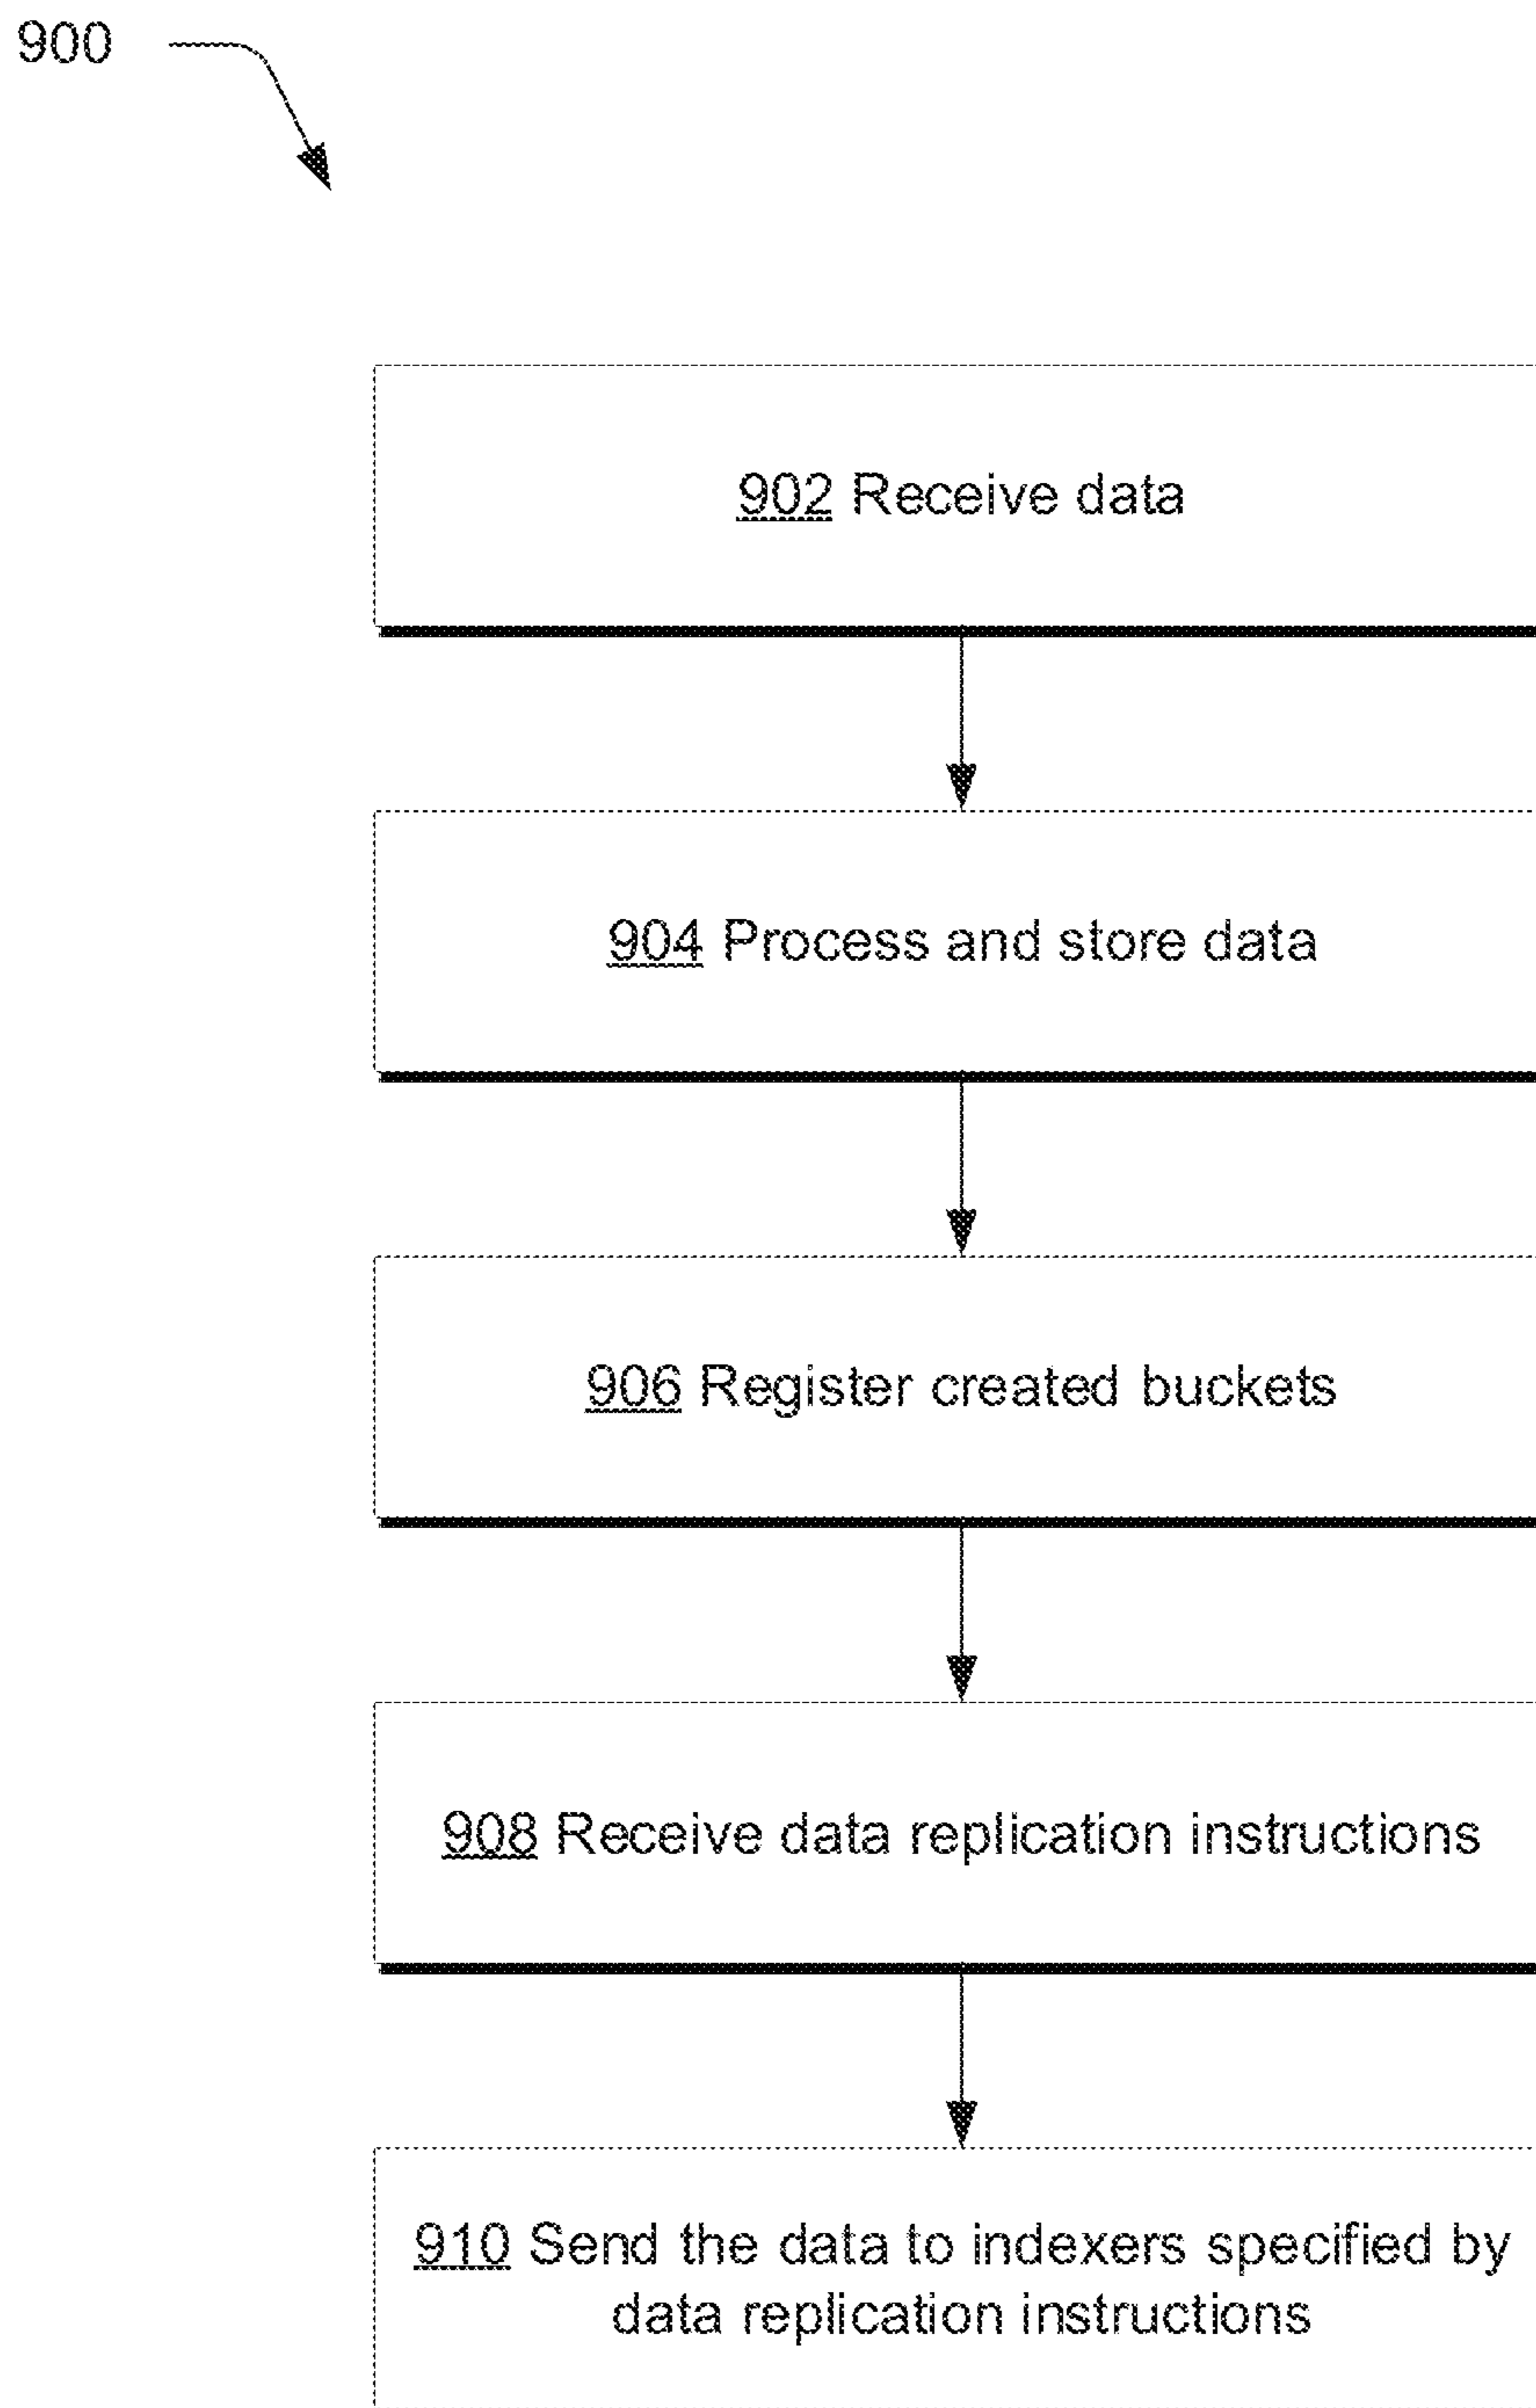 900
902 Receive data
904 Process and store data
906 Register created buckets
908 Receive data replication instructions
910 Send the data to indexers specified by
data replication instructions